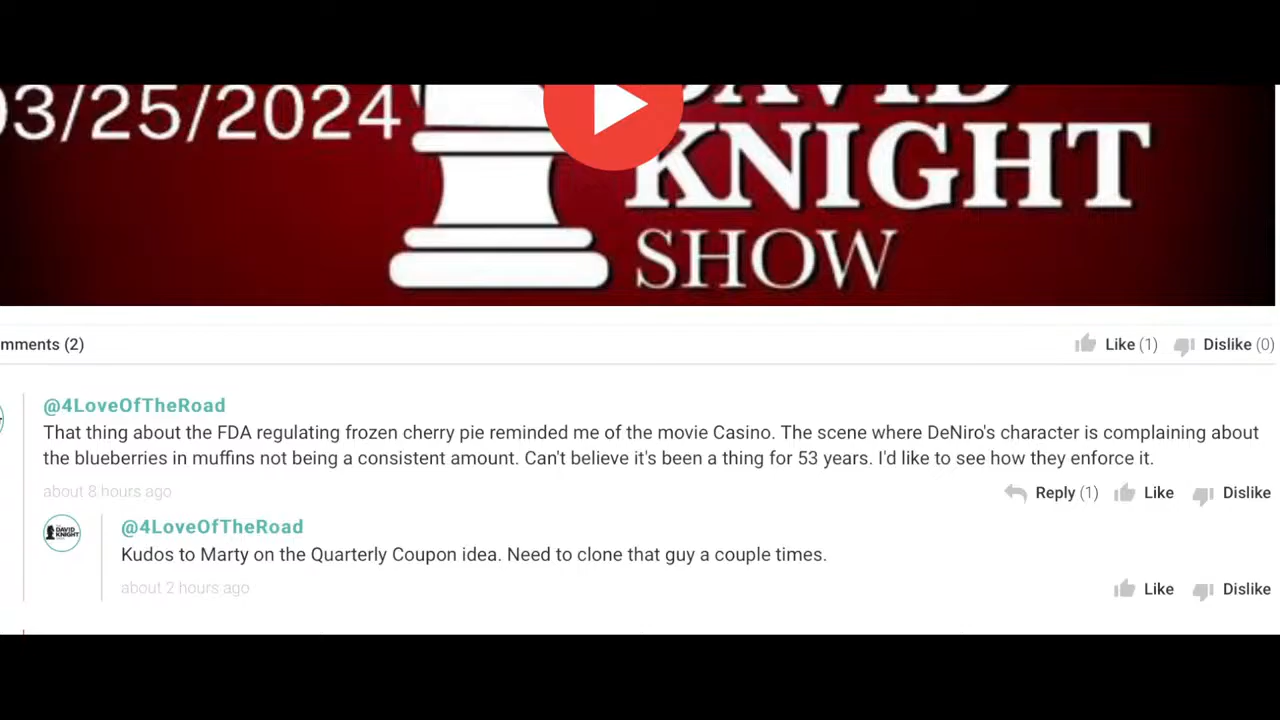 03/25/2024
DAVID
KNIGHT
SHOW
mments (2)
Like (1) Dislike (0)
@4LoveOfTheRoad
That thing about the FDA regulating frozen cherry pie reminded me of the movie Casino. The scene where DeNiro's character is complaining about
the blueberries in muffins not being a consistent amount. Can't believe it's been a thing for 53 years. I'd like to see how they enforce it.
about 8 hours ago
Reply (1) Like Dislike
DAVID
KNIGHT
@4LoveOfTheRoad
Kudos to Marty on the Quarterly Coupon idea. Need to clone that guy a couple times.
about 2 hours ago
Like Dislike